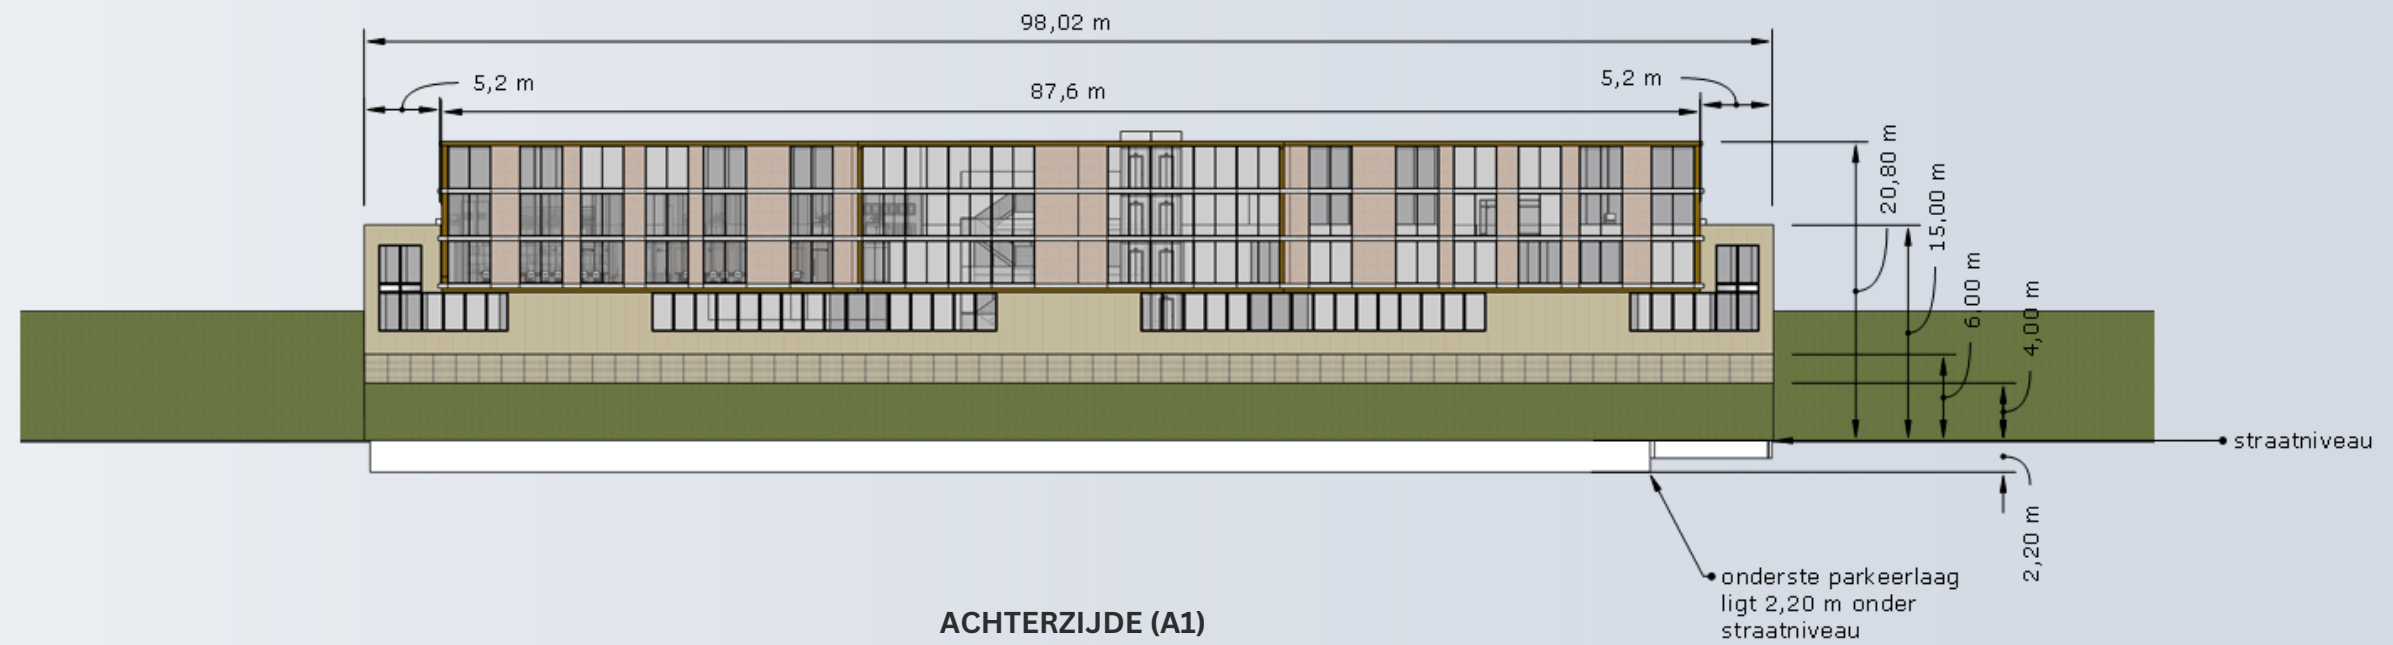 98,02 m
5,2 m
87,6 m
5,2 m
20,80 m
15,00 m
6,00 m
4,00 m
straatniveau
2,20 m
onderste parkeerlaag
ligt 2,20 m onder
straatniveau
ACHTERZIJDE (A1)